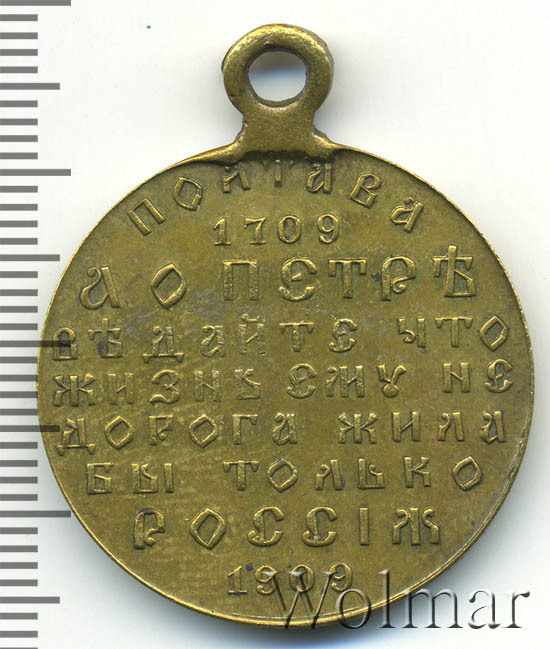 ПОЛТАВА
1709
А О ПЕТРѢ
ВѢДАЙТЕ ЧТО
ЖИЗНЬ ЕМУ НЕ
ДОРОГА ЖИЛА
БЫ ТОЛЬКО
РОССІЯ
1909
Wolmar